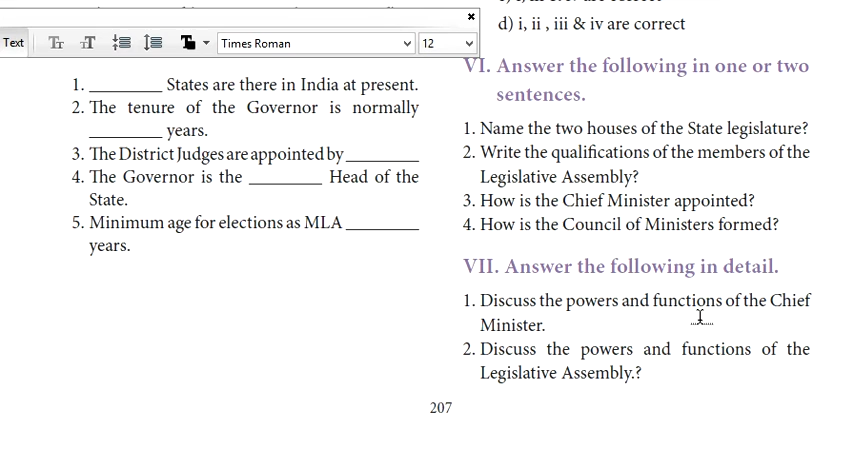 Text
Times Roman
12
1. ________ States are there in India at present.
2. The tenure of the Governor is normally
________ years.
3. The District Judges are appointed by ________
4. The Governor is the ________ Head of the
State.
5. Minimum age for elections as MLA ________
years.
d) i, ii , iii & iv are correct
VI. Answer the following in one or two
sentences.
1. Name the two houses of the State legislature?
2. Write the qualifications of the members of the
Legislative Assembly?
3. How is the Chief Minister appointed?
4. How is the Council of Ministers formed?
VII. Answer the following in detail.
1. Discuss the powers and functions of the Chief
Minister.
2. Discuss the powers and functions of the
Legislative Assembly.?
207